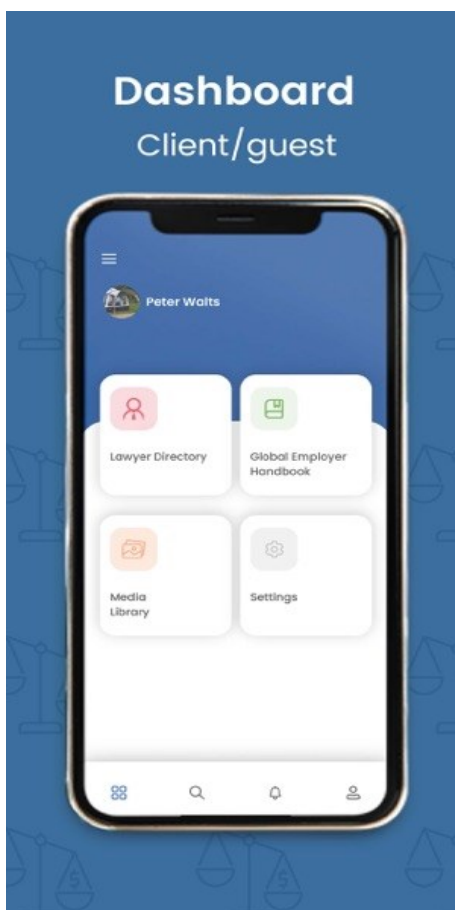 Dashboard
Client/guest
Peter Walts
Lawyer Directory
Global Employer
Handbook
Media
Library
Settings